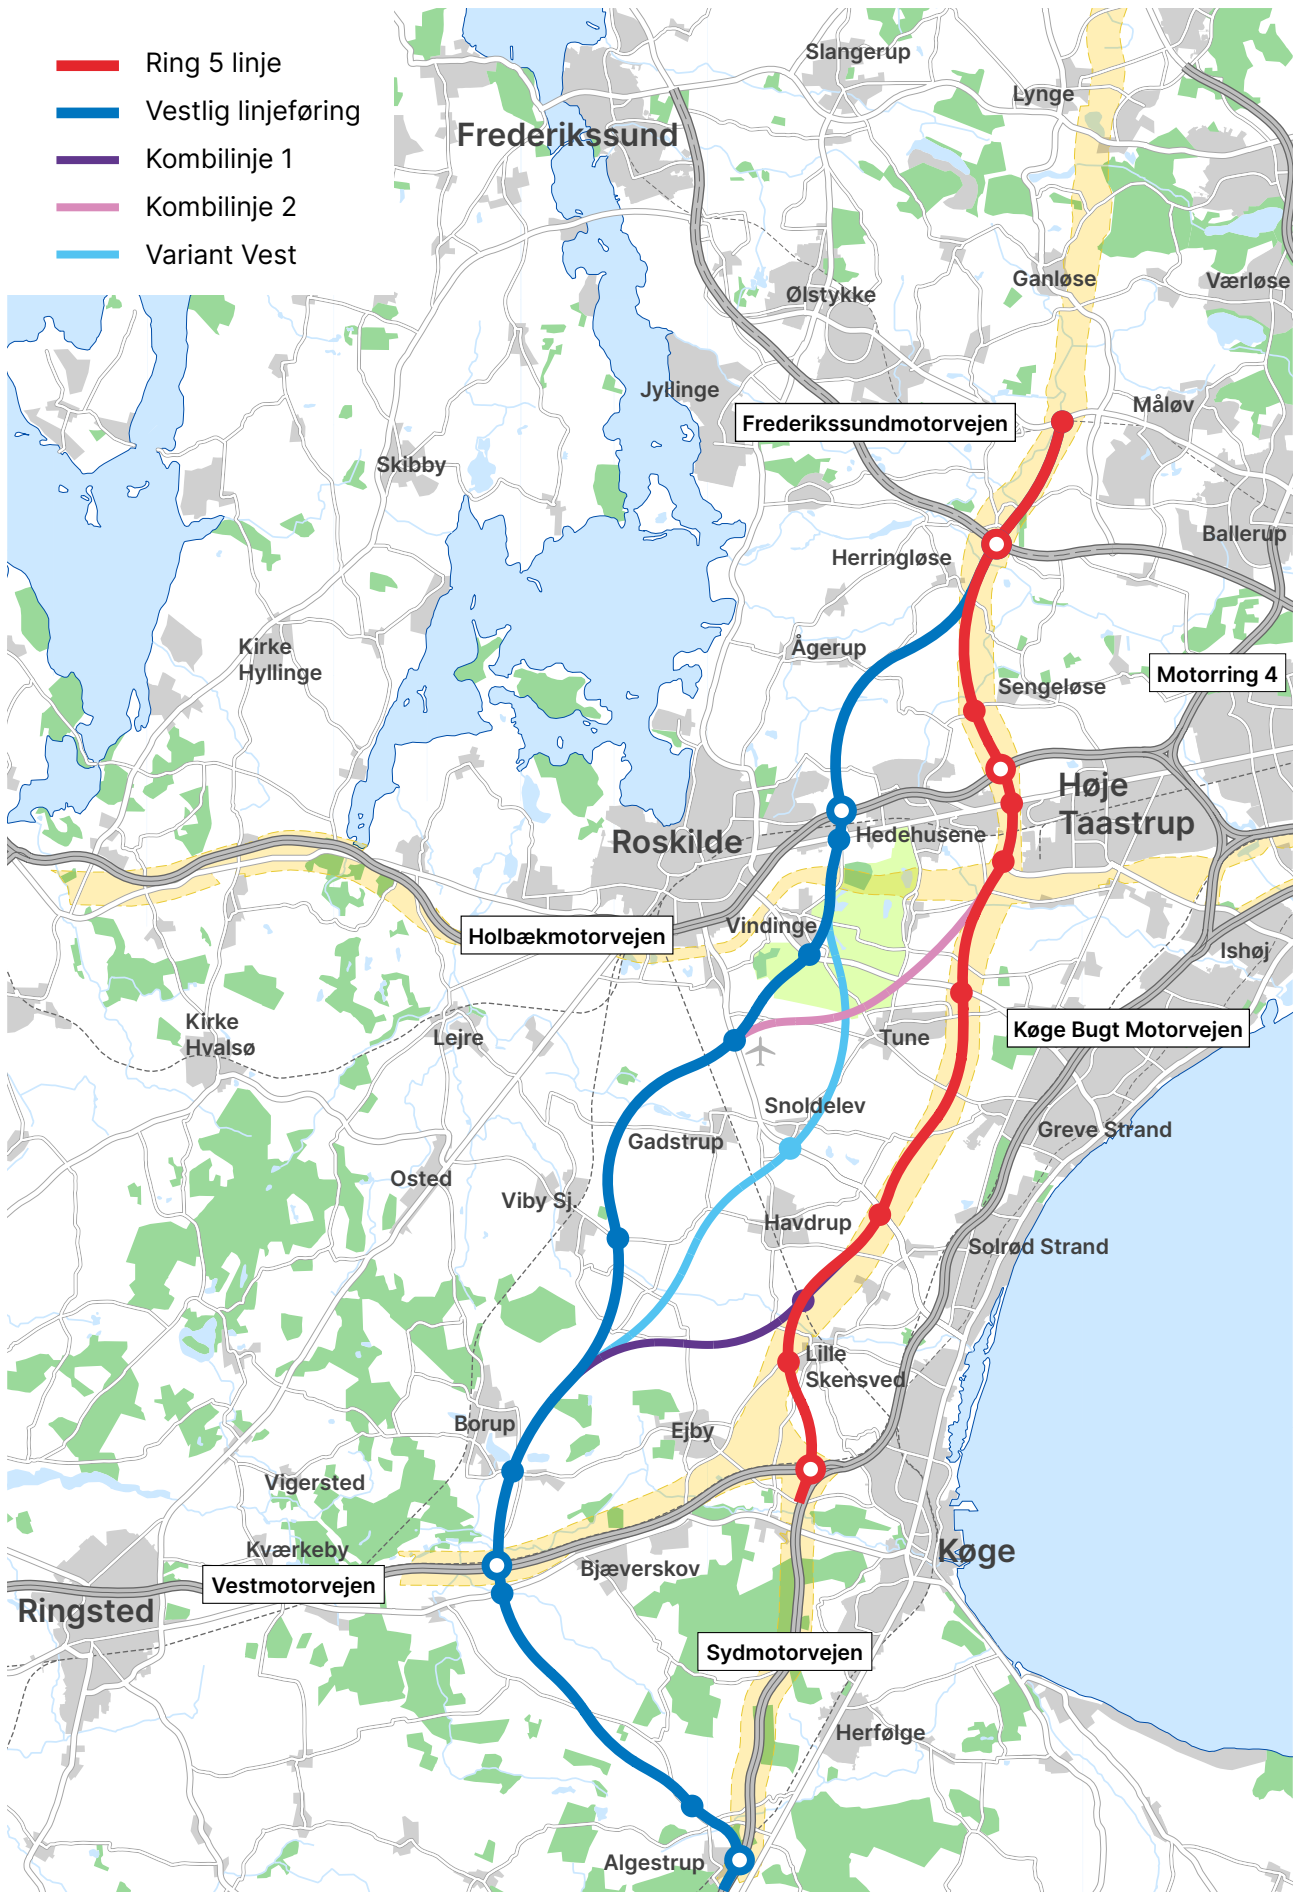 Ring 5 linje
Vestlig linjeføring
Kombilinje 1
Kombilinje 2
Variant Vest
Slangerup
Lynge
Frederikssund
Ganløse
Værløse
Ølstykke
Jyllinge
Måløv
Frederikssundmotorvejen
Skibby
Ballerup
Herringløse
Kirke
Hyllinge
Ågerup
Motorring 4
Sengeløse
Høje
Taastrup
Roskilde
Hedehusene
Vindinge
Holbækmotorvejen
Ishøj
Kirke
Hvalsø
Lejre
Tune
Køge Bugt Motorvejen
Snoldelev
Gadstrup
Greve Strand
Osted
Viby Sj.
Havdrup
Solrød Strand
Lille
Skensved
Borup
Ejby
Vigersted
Kværkeby
Køge
Bjæverskov
Vestmotorvejen
Ringsted
Sydmotorvejen
Herfølge
Algestrup